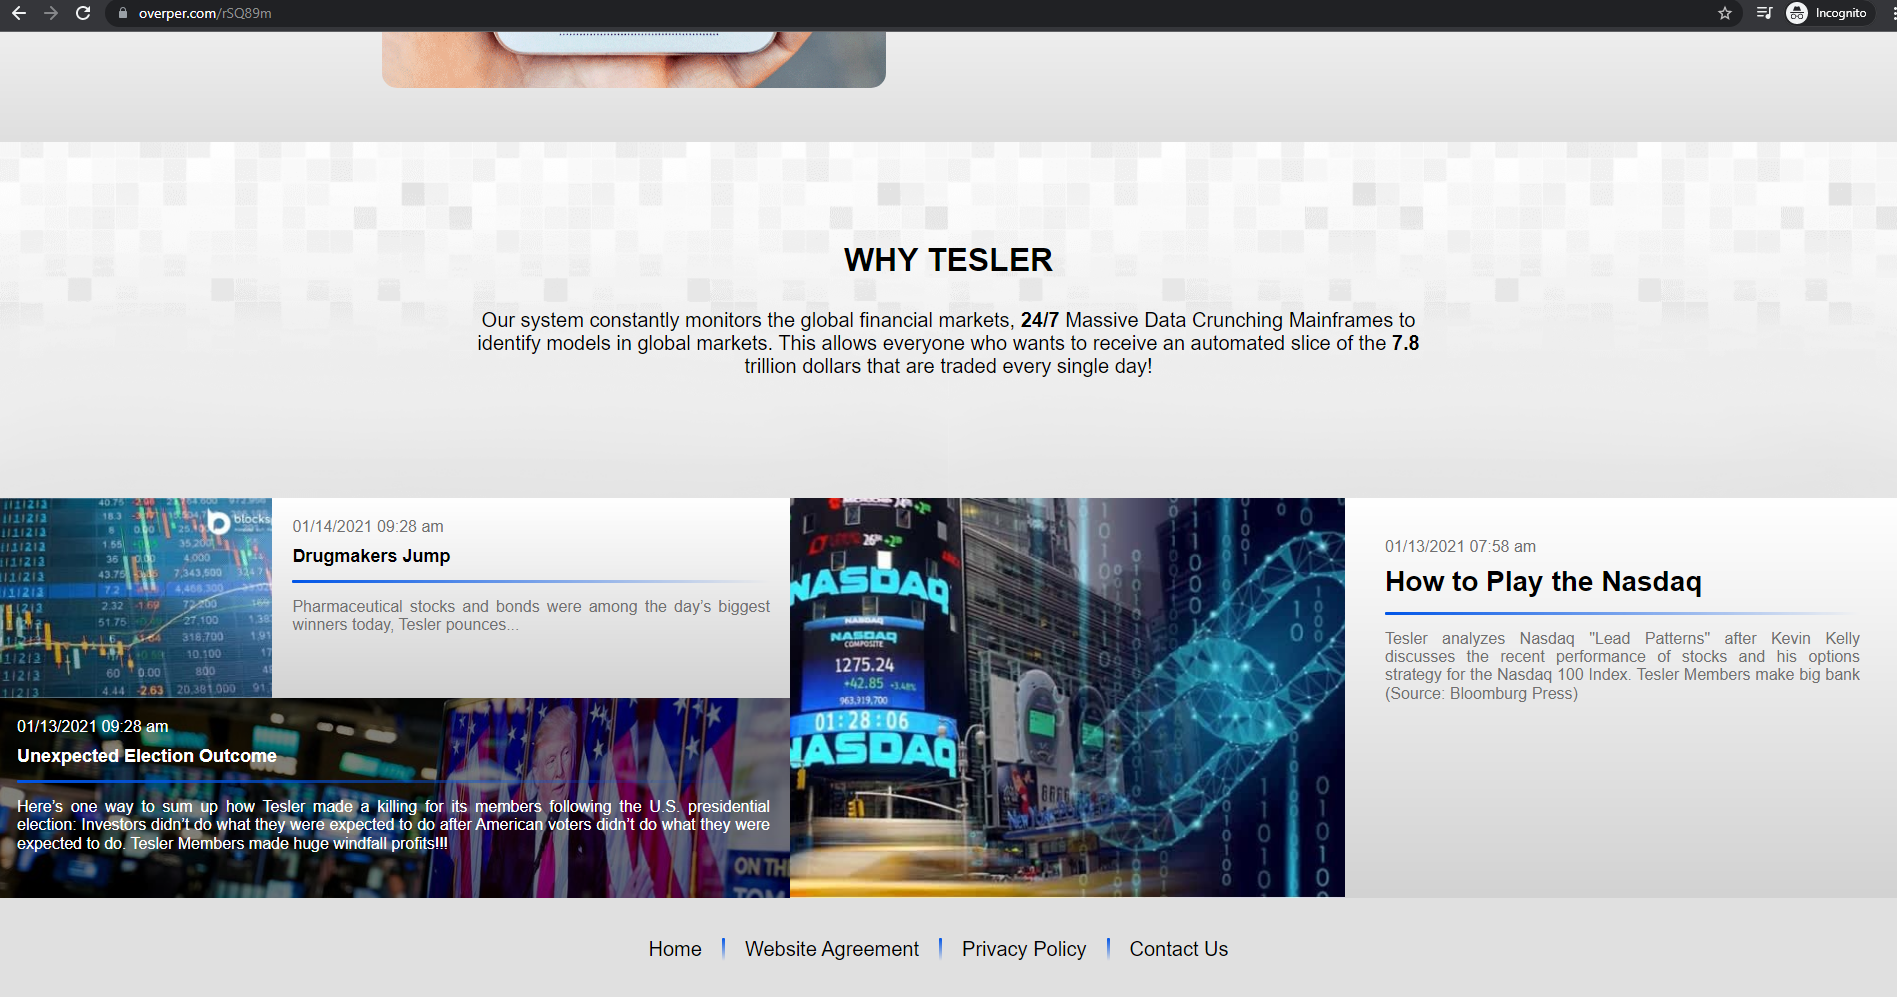 overper.com/rSQ89m
Incognito
WHY TESLER
Our system constantly monitors the global financial markets, 24/7 Massive Data Crunching Mainframes to
identify models in global markets. This allows everyone who wants to receive an automated slice of the 7.8
trillion dollars that are traded every single day!
01/14/2021 09:28 am
Drugmakers Jump
Pharmaceutical stocks and bonds were among the day's biggest
winners today, Tesler pounces...
01/13/2021 09:28 am
Unexpected Election Outcome
Here's one way to sum up how Tesler made a killing for its members following the U.S. presidential
election: Investors didn't do what they were expected to do after American voters didn't do what they were
expected to do. Tesler Members made huge windfall profits!!!
ON TH
NASDAQ
NASDAQ
NASDAQ
COMPOSITE
1275.24
+42.85
963,919,700
01:28:06
NASDAQ
01/13/2021 07:58 am
How to Play the Nasdaq
Tesler analyzes Nasdaq "Lead Patterns" after Kevin Kelly
discusses the recent performance of stocks and his options
strategy for the Nasdaq 100 Index. Tesler Members make big bank
(Source: Bloomburg Press)
Home
Website Agreement
Privacy Policy
Contact Us